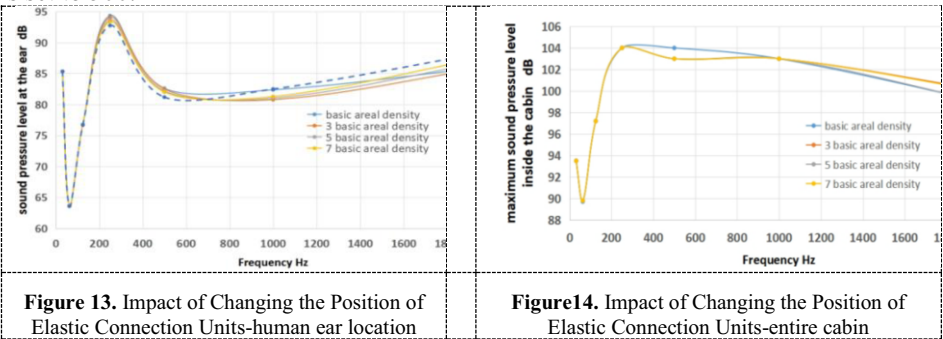 95
90
85
80
75
70
65
60
0
200
400
600
800
1000
1200
1400
1600
sound pressure level at the ear dB
Frequency Hz
basic areal density
3 basic areal density
5 basic areal density
7 basic areal density
106
104
102
100
98
96
94
92
90
88
0
200
400
600
800
1000
1200
1400
1600
maximum sound pressure level
inside the cabin dB
Frequency Hz
basic areal density
3 basic areal density
5 basic areal density
7 basic areal density
Figure 13. Impact of Changing the Position of
Elastic Connection Units-human ear location
Figure14. Impact of Changing the Position of
Elastic Connection Units-entire cabin